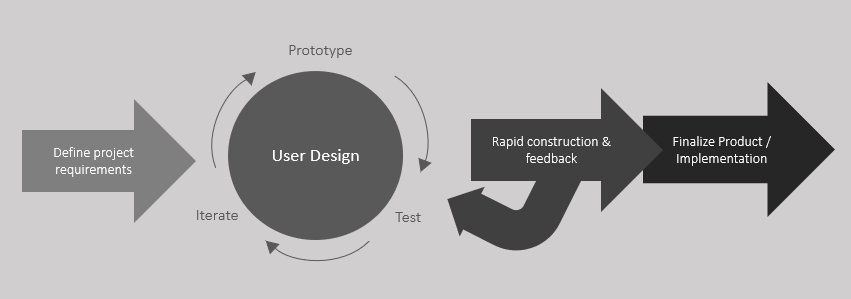 Prototype
Define project
requirements
User Design
Iterate
Test
Rapid construction &
feedback
Finalize Product /
Implementation